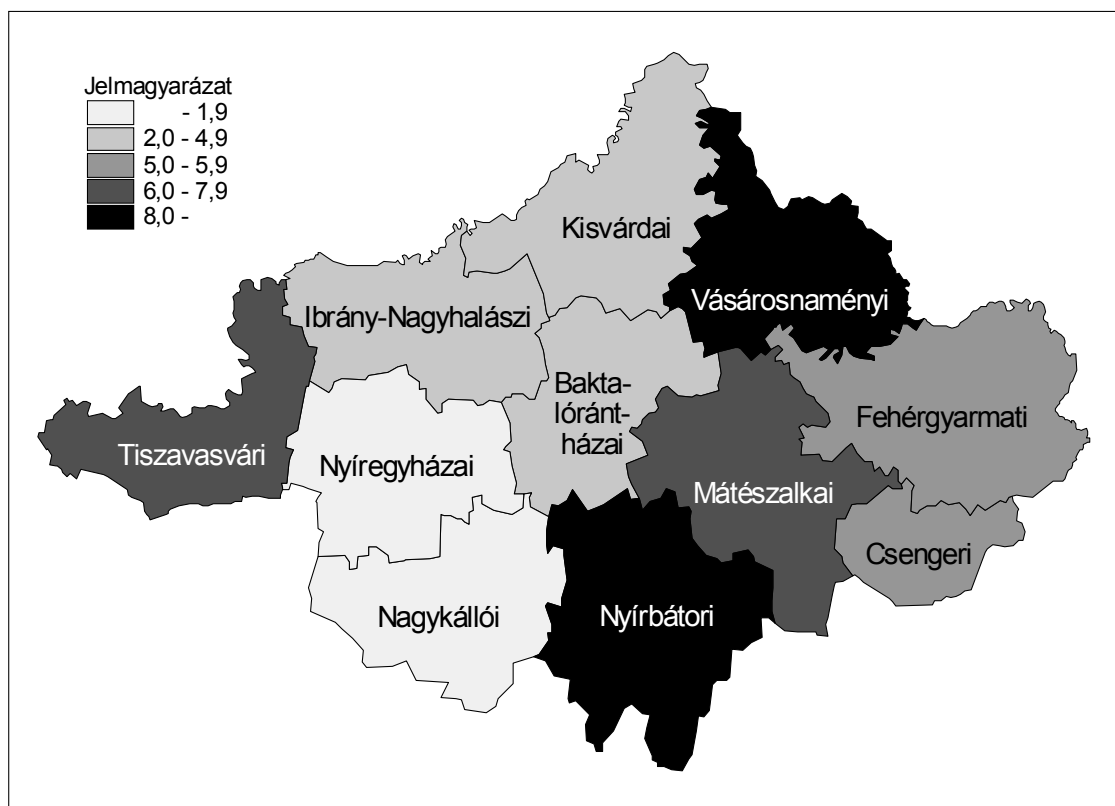 Jelmagyarázat
- 1,9
2,0 - 4,9
5,0 - 5,9
6,0 - 7,9
8,0 -
Kisvárdai
Vásárosnaményi
Ibrány-Nagyhalászi
Bakta-
lóránt-
házai
Fehérgyarmati
Tiszavasvári
Nyíregyházai
Mátészalkai
Csengeri
Nagykállói
Nyírbátori